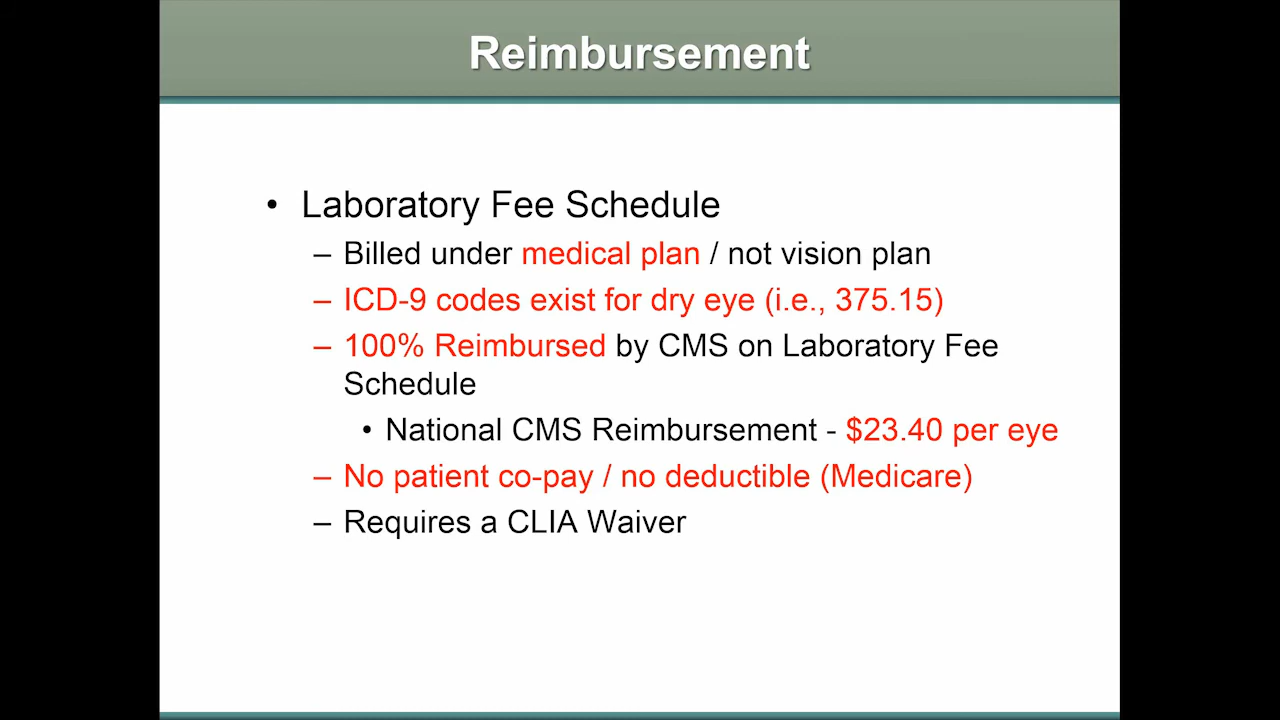 Reimbursement
• Laboratory Fee Schedule
– Billed under medical plan / not vision plan
– ICD-9 codes exist for dry eye (i.e., 375.15)
– 100% Reimbursed by CMS on Laboratory Fee
Schedule
• National CMS Reimbursement - $23.40 per eye
– No patient co-pay / no deductible (Medicare)
– Requires a CLIA Waiver